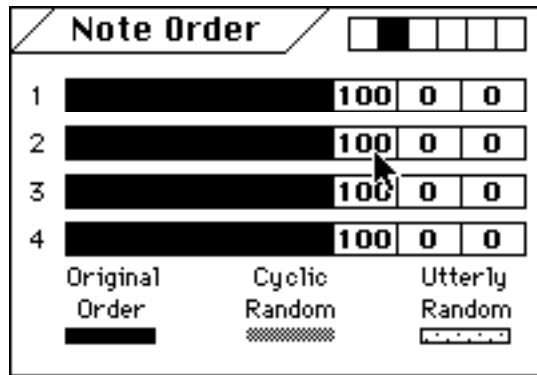 Note Order
1 100 0 0
2 100 0 0
3 100 0 0
4 100 0 0
Original Cyclic Utterly
Order Random Random